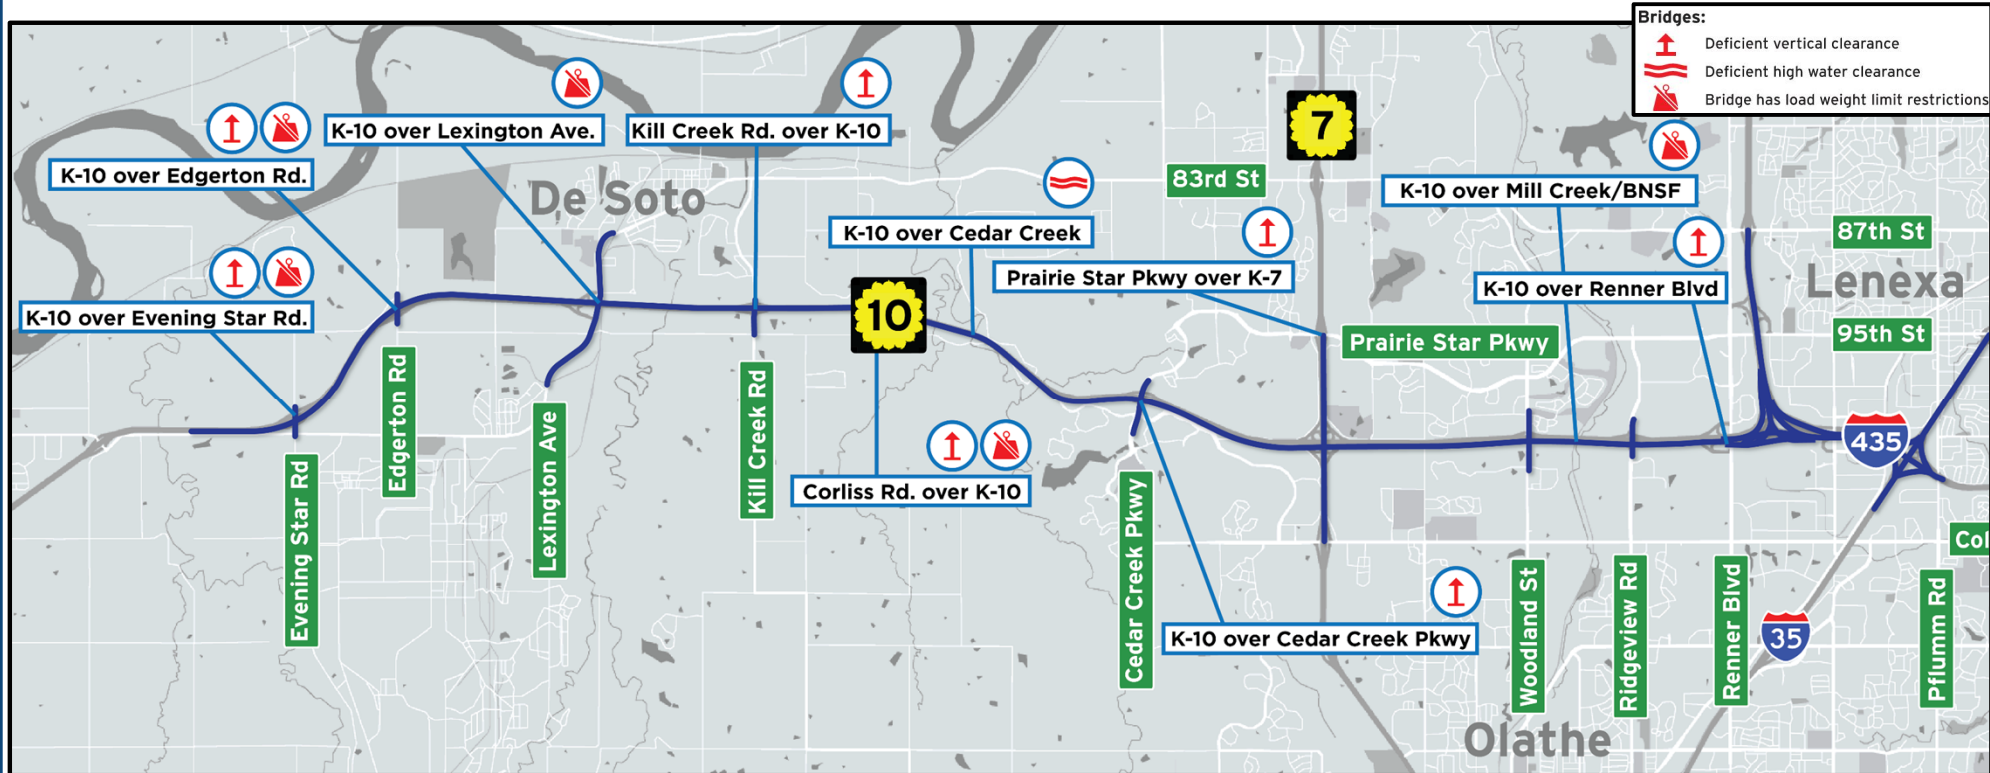 Bridges:
Deficient vertical clearance
Deficient high water clearance
Bridge has load weight limit restrictions
K-10 over Lexington Ave.
Kill Creek Rd. over K-10
7
K-10 over Edgerton Rd.
De Soto
83rd St
K-10 over Mill Creek/BNSF
K-10 over Cedar Creek
87th St
Prairie Star Pkwy over K-7
K-10 over Renner Blvd
Lenexa
K-10 over Evening Star Rd.
10
Prairie Star Pkwy
95th St
Edgerton Rd
Kill Creek Rd
Lexington Ave
435
Corliss Rd. over K-10
Evening Star Rd
Cedar Creek Pkwy
Col
K-10 over Cedar Creek Pkwy
Woodland St
Ridgeview Rd
Renner Blvd
35
Pflumm Rd
Olathe